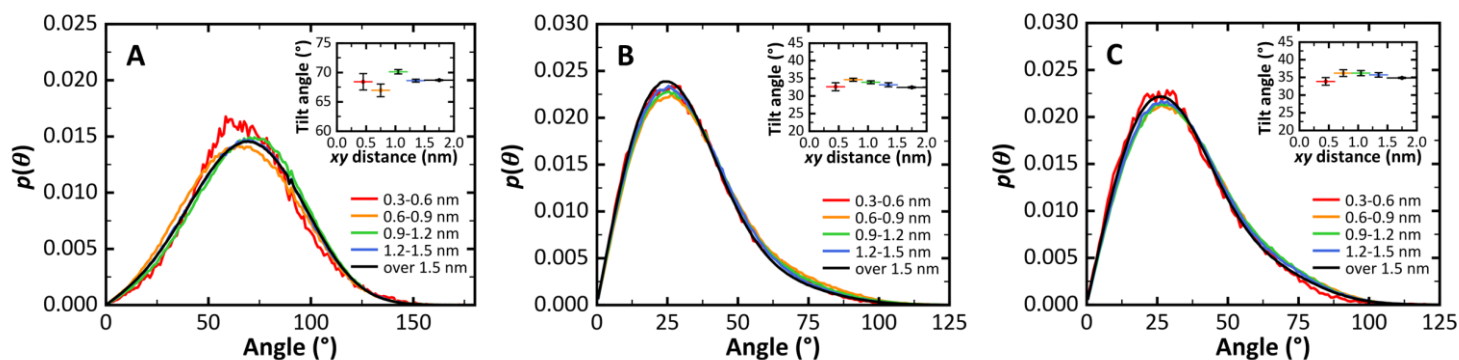 A
p(θ)
0.025
0.020
0.015
0.010
0.005
0.000
0
50
100
150
Angle (°)
Tilt angle (°)
75
70
65
60
0.0
0.5
1.0
1.5
2.0
xy distance (nm)
0.3-0.6 nm
0.6-0.9 nm
0.9-1.2 nm
1.2-1.5 nm
over 1.5 nm
B
p(θ)
0.030
0.025
0.020
0.015
0.010
0.005
0.000
0
25
50
75
100
125
Angle (°)
Tilt angle (°)
45
40
35
30
25
20
0.0
0.5
1.0
1.5
2.0
xy distance (nm)
0.3-0.6 nm
0.6-0.9 nm
0.9-1.2 nm
1.2-1.5 nm
over 1.5 nm
C
p(θ)
0.030
0.025
0.020
0.015
0.010
0.005
0.000
0
25
50
75
100
125
Angle (°)
Tilt angle (°)
45
40
35
30
25
20
0.0
0.5
1.0
1.5
2.0
xy distance (nm)
0.3-0.6 nm
0.6-0.9 nm
0.9-1.2 nm
1.2-1.5 nm
over 1.5 nm